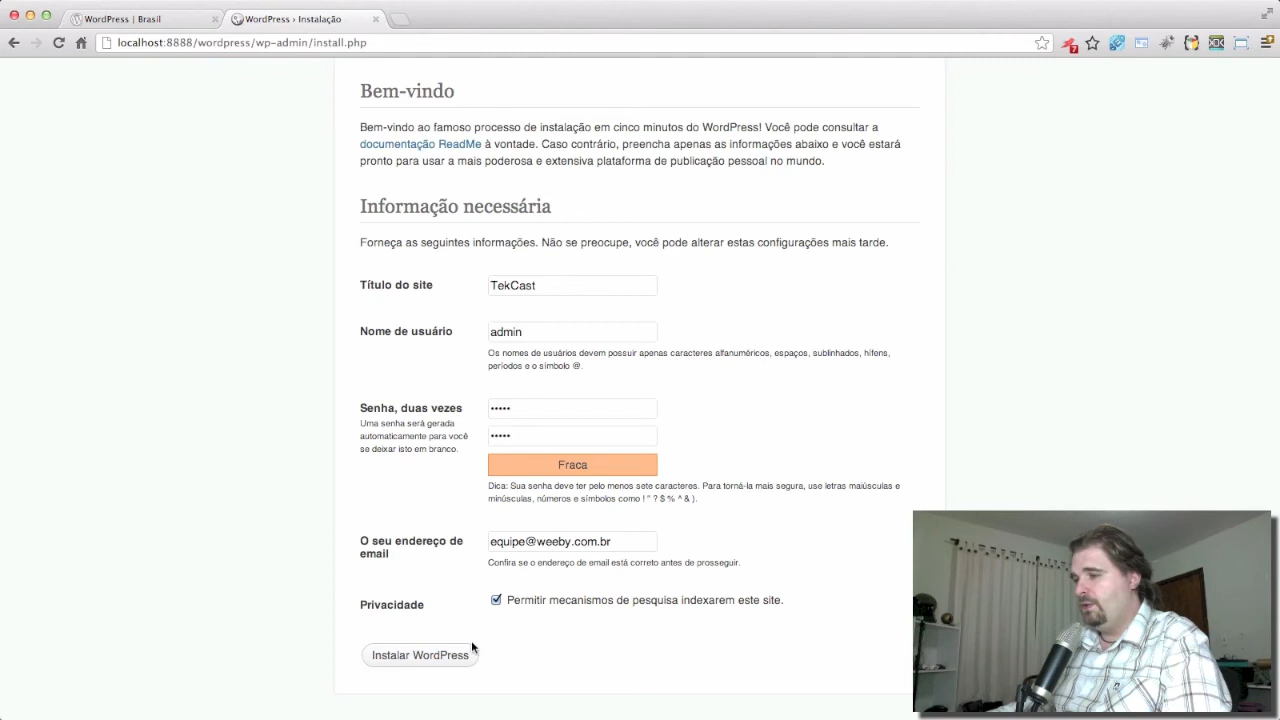 WordPress | Brasil
WordPress › Instalação
localhost:8888/wordpress/wp-admin/install.php
7
Bem-vindo
Bem-vindo ao famoso processo de instalação em cinco minutos do WordPress! Você pode consultar a
documentação ReadMe à vontade. Caso contrário, preencha apenas as informações abaixo e você estará
pronto para usar a mais poderosa e extensiva plataforma de publicação pessoal no mundo.
Informação necessária
Forneça as seguintes informações. Não se preocupe, você pode alterar estas configurações mais tarde.
Título do site
TekCast
Nome de usuário
admin
Os nomes de usuários devem possuir apenas caracteres alfanuméricos, espaços, sublinhados, hífens,
períodos e o símbolo @.
Senha, duas vezes
•••••
Uma senha será gerada
automaticamente para você
se deixar isto em branco.
•••••
Fraca
Dica: Sua senha deve ter pelo menos sete caracteres. Para torná-la mais segura, use letras maiúsculas e
minúsculas, números e símbolos como ! " ? $ % ^ & ).
O seu endereço de
email
equipe@weeby.com.br
Confira se o endereço de email está correto antes de prosseguir.
Privacidade
Permitir mecanismos de pesquisa indexarem este site.
Instalar WordPress